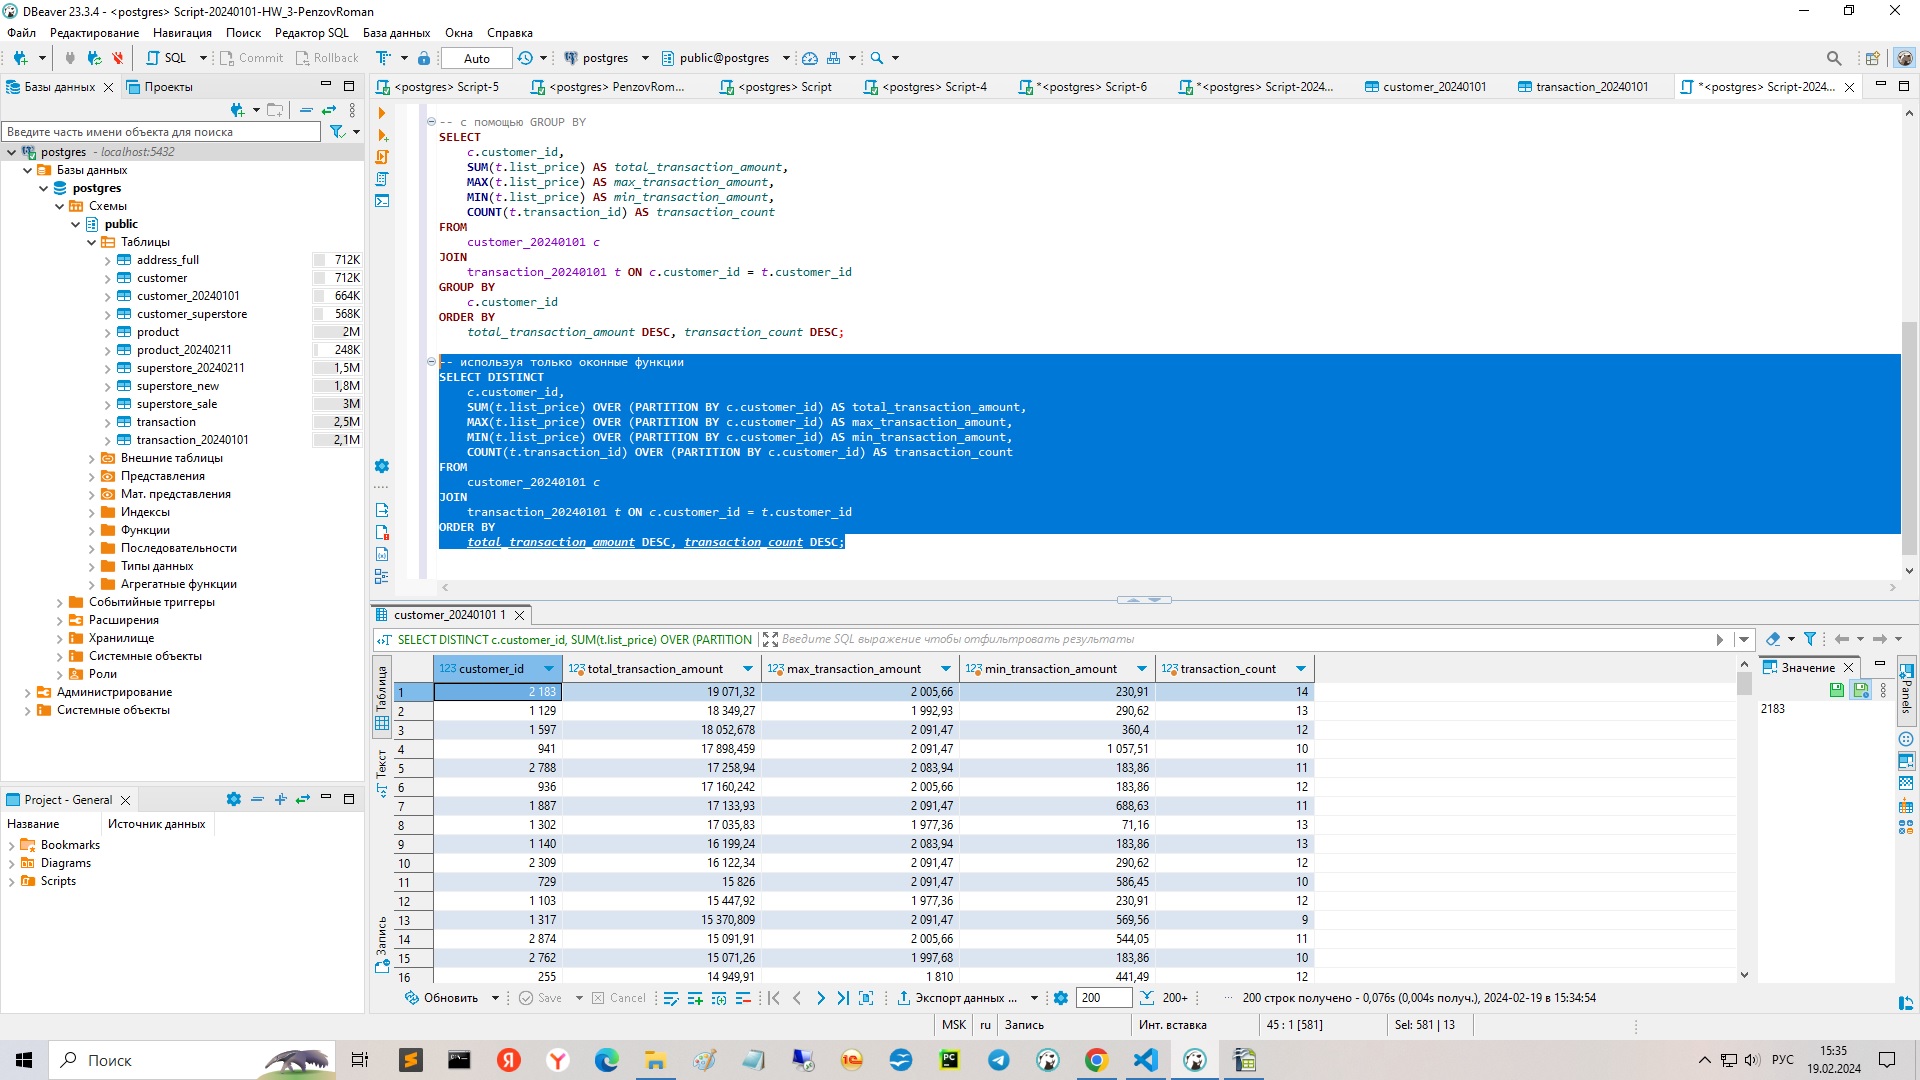 DBeaver 23.3.4 - <postgres> Script-20240101-HW_3-PenzovRoman
Файл Редактирование Навигация Поиск Редактор SQL База данных Окна Справка
SQL Commit Rollback Auto postgres public@postgres
Базы данных Проекты
<postgres> Script-5 <postgres> PenzovRom... <postgres> Script <postgres> Script-4 *<postgres> Script-6 *<postgres> Script-2024... customer_20240101 transaction_20240101 *<postgres> Script-2024...
Введите часть имени объекта для поиска
postgres - localhost:5432
Базы данных
postgres
Схемы
public
Таблицы
address_full 712K
customer 712K
customer_20240101 664K
customer_superstore 568K
product 2M
product_20240211 248K
superstore_20240211 1,5M
superstore_new 1,8M
superstore_sale 3M
transaction 2,5M
transaction_20240101 2,1M
Внешние таблицы
Представления
Мат. представления
Индексы
Функции
Последовательности
Типы данных
Агрегатные функции
Событийные триггеры
Расширения
Хранилище
Системные объекты
Роли
Администрирование
Системные объекты
Project - General
Название Источник данных
Bookmarks
Diagrams
Scripts
-- с помощью GROUP BY
SELECT
c.customer_id,
SUM(t.list_price) AS total_transaction_amount,
MAX(t.list_price) AS max_transaction_amount,
MIN(t.list_price) AS min_transaction_amount,
COUNT(t.transaction_id) AS transaction_count
FROM
customer_20240101 c
JOIN
transaction_20240101 t ON c.customer_id = t.customer_id
GROUP BY
c.customer_id
ORDER BY
total_transaction_amount DESC, transaction_count DESC;
-- используя только оконные функции
SELECT DISTINCT
c.customer_id,
SUM(t.list_price) OVER (PARTITION BY c.customer_id) AS total_transaction_amount,
MAX(t.list_price) OVER (PARTITION BY c.customer_id) AS max_transaction_amount,
MIN(t.list_price) OVER (PARTITION BY c.customer_id) AS min_transaction_amount,
COUNT(t.transaction_id) OVER (PARTITION BY c.customer_id) AS transaction_count
FROM
customer_20240101 c
JOIN
transaction_20240101 t ON c.customer_id = t.customer_id
ORDER BY
total_transaction_amount DESC, transaction_count DESC;
customer_20240101 1
SELECT DISTINCT c.customer_id, SUM(t.list_price) OVER (PARTITION Введите SQL выражение чтобы отфильтровать результаты
Таблица
Текст
Запись
123 customer_id 123 total_transaction_amount 123 max_transaction_amount 123 min_transaction_amount 123 transaction_count
1 2 183 19 071,32 2 005,66 230,91 14
2 1 129 18 349,27 1 992,93 290,62 13
3 1 597 18 052,678 2 091,47 360,4 12
4 941 17 898,459 2 091,47 1 057,51 10
5 2 788 17 258,94 2 083,94 183,86 11
6 936 17 160,242 2 005,66 183,86 12
7 1 887 17 133,93 2 091,47 688,63 11
8 1 302 17 035,83 1 977,36 71,16 13
9 1 140 16 199,24 2 083,94 183,86 13
10 2 309 16 122,34 2 091,47 290,62 12
11 729 15 826 2 091,47 586,45 10
12 1 103 15 447,92 1 977,36 230,91 12
13 1 317 15 370,809 2 091,47 569,56 9
14 2 874 15 091,91 2 005,66 544,05 11
15 2 762 15 071,26 1 997,68 183,86 10
16 255 14 949,91 1 810 441,49 12
Значение
2183
Panels
Обновить Save Cancel Экспорт данных ... 200 200+ ... 200 строк получено - 0,076s (0,004s получ.), 2024-02-19 в 15:34:54
MSK ru Запись Инт. вставка 45 : 1 [581] Sel: 581 | 13
Поиск
РУС
15:35
19.02.2024